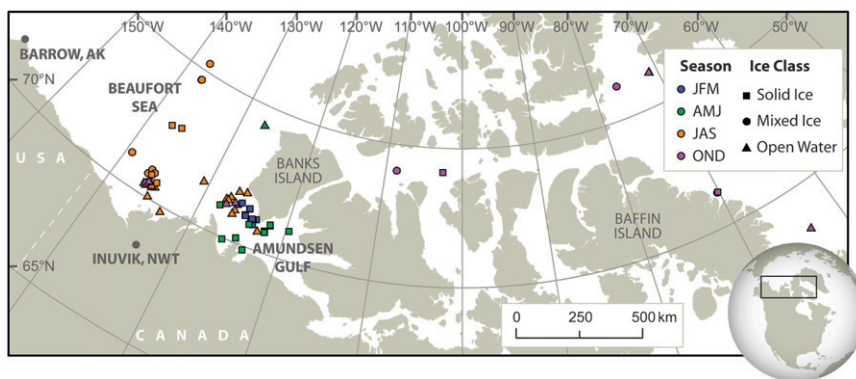 150°W 140°W 130°W 120°W 110°W 100°W 90°W 80°W 70°W 60°W 50°W
BARROW, AK
70°N
BEAUFORT
SEA
Season Ice Class
JFM Solid Ice
AMJ Mixed Ice
JAS Open Water
OND
USA
BANKS
ISLAND
BAFFIN
ISLAND
65°N
INUVIK, NWT
AMUNDSEN
GULF
CANADA
0 250 500 km